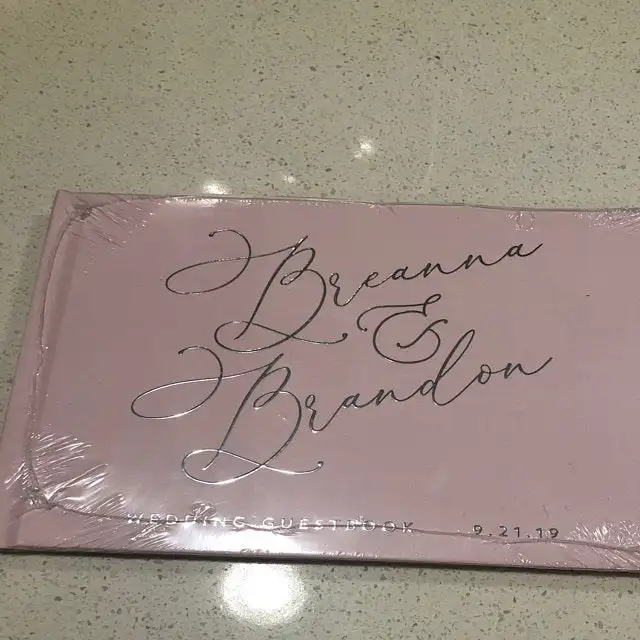 Breanna
&
Brandon
WEDDING GUESTBOOK 9.21.19